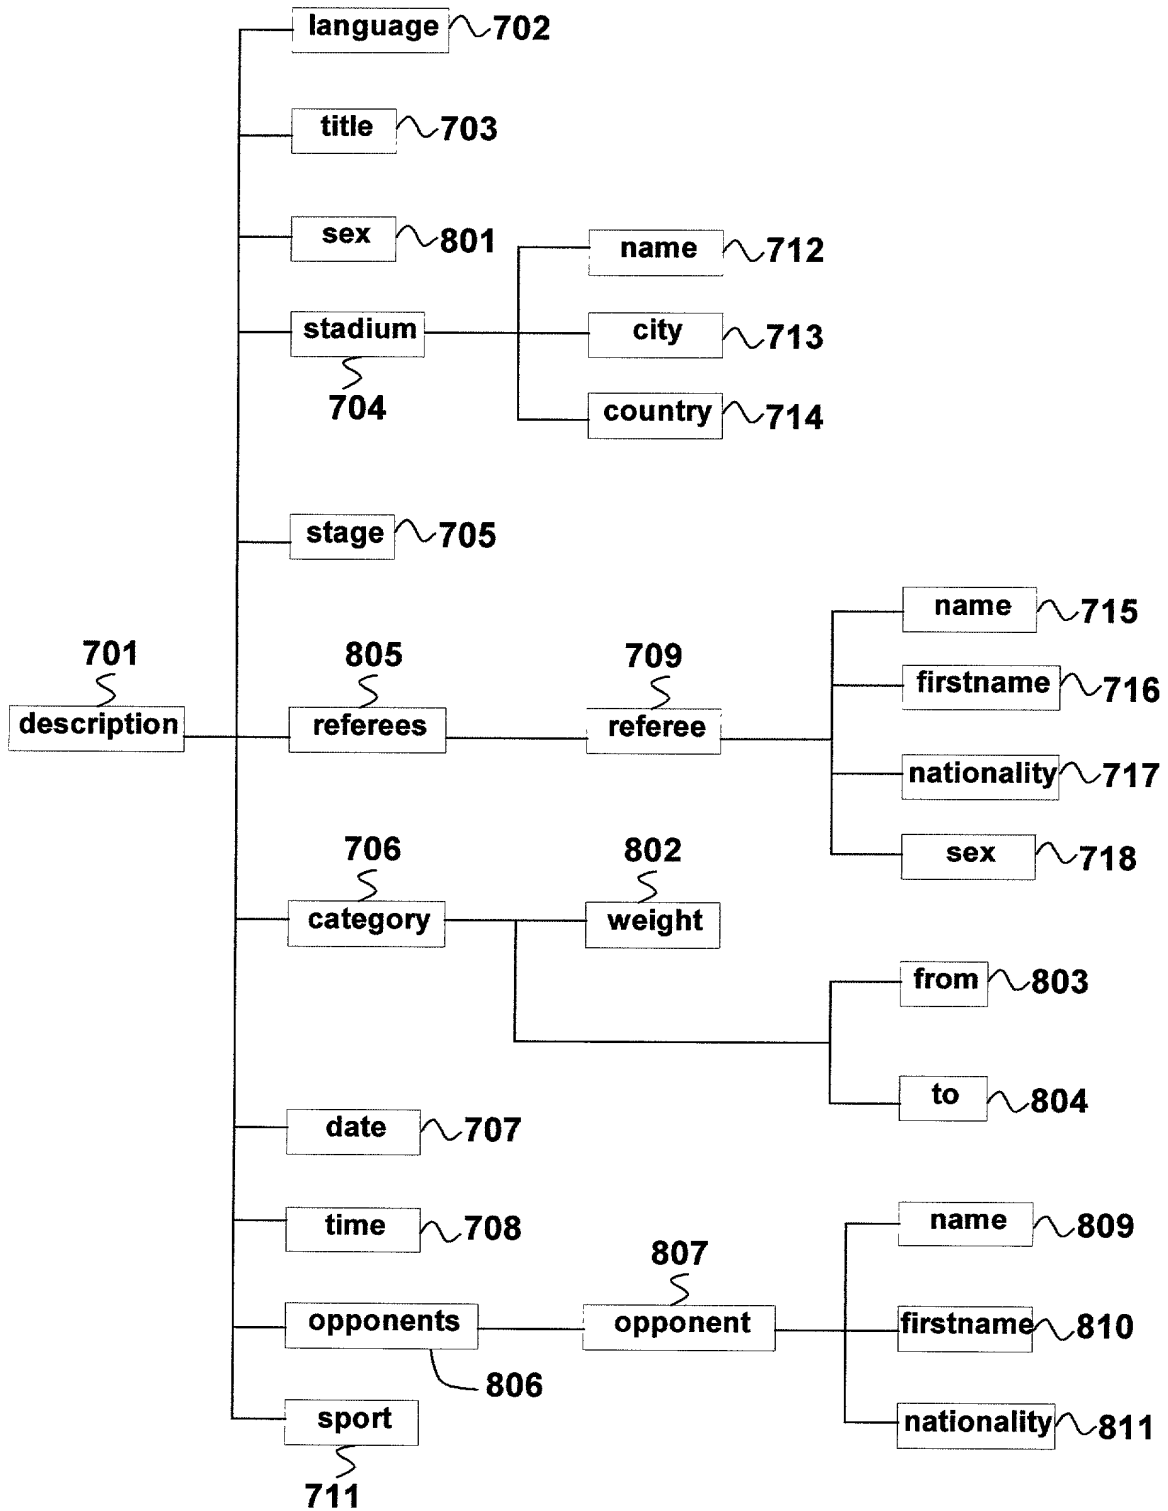 language 702
title 703
sex 801
name 712
stadium
city 713
704
country 714
stage 705
name 715
701
805
709
firstname 716
description
referees
referee
nationality 717
706
802
sex 718
category
weight
from 803
to 804
date 707
time 708
name 809
807
opponents
opponent
firstname 810
806
sport
nationality 811
711